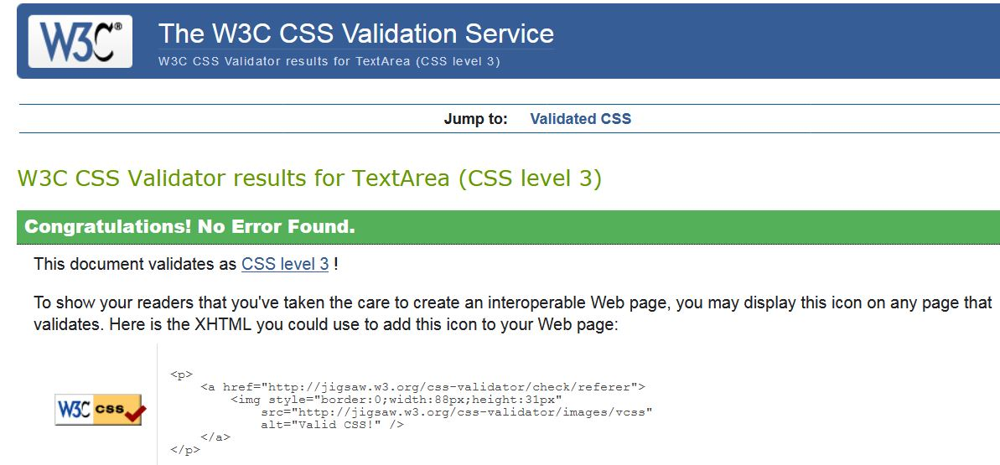 W3C®
The W3C CSS Validation Service
W3C CSS Validator results for TextArea (CSS level 3)
Jump to: Validated CSS
W3C CSS Validator results for TextArea (CSS level 3)
Congratulations! No Error Found.
This document validates as CSS level 3 !
To show your readers that you've taken the care to create an interoperable Web page, you may display this icon on any page that
validates. Here is the XHTML you could use to add this icon to your Web page:
W3C css
<p>
    <a href="http://jigsaw.w3.org/css-validator/check/referer">
        <img style="border:0;width:88px;height:31px"
            src="http://jigsaw.w3.org/css-validator/images/vcss"
            alt="Valid CSS!" />
    </a>
</p>